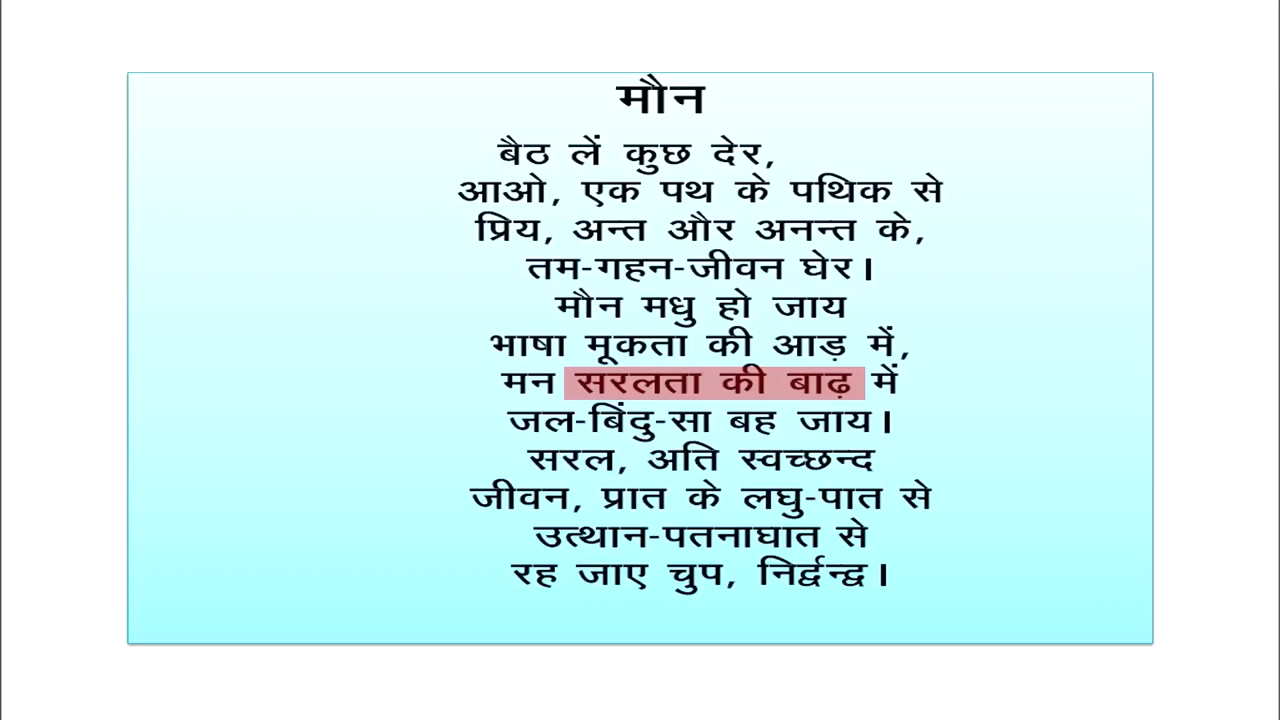 मौन
बैठ लें कुछ देर,
आओ, एक पथ के पथिक से
प्रिय, अन्त और अनन्त के,
तम-गहन-जीवन घेर।
मौन मधु हो जाय
भाषा मूकता की आड़ में,
मन सरलता की बाढ़ में
जल-बिंदु-सा बह जाय।
सरल, अति स्वच्छन्द
जीवन, प्रात के लघु-पात से
उत्थान-पतनाघात से
रह जाए चुप, निर्द्वन्द्व।